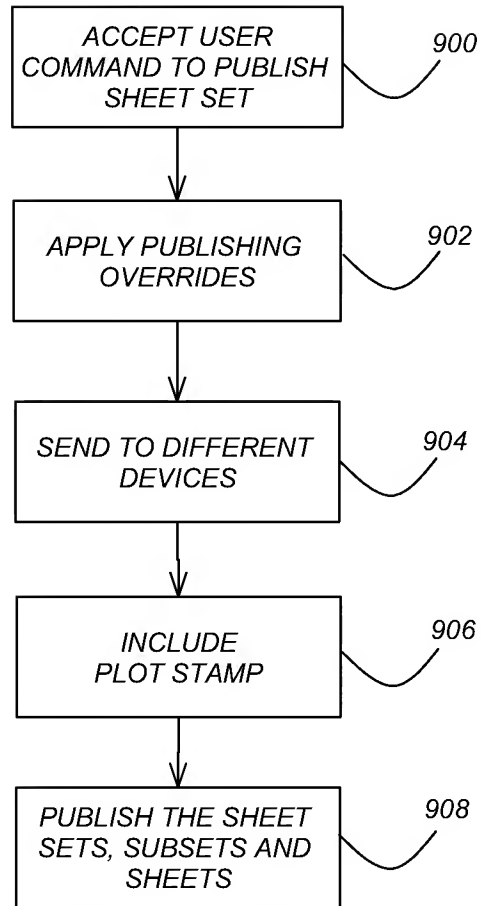 ACCEPT USER
COMMAND TO PUBLISH
SHEET SET
900
APPLY PUBLISHING
OVERRIDES
902
SEND TO DIFFERENT
DEVICES
904
INCLUDE
PLOT STAMP
906
PUBLISH THE SHEET
SETS, SUBSETS AND
SHEETS
908